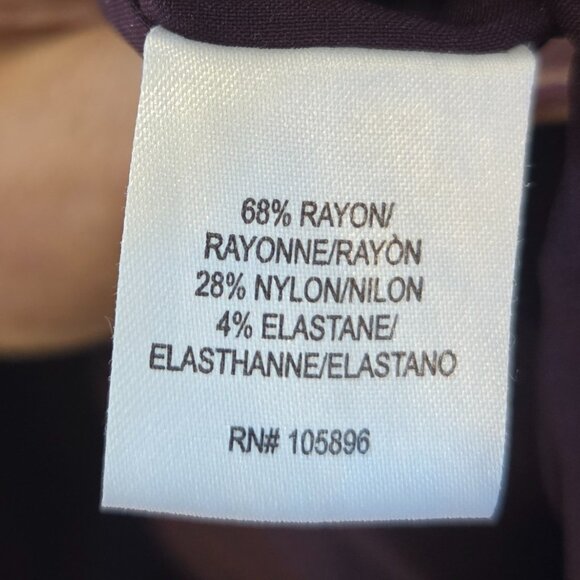 68% RAYON/
RAYONNE/RAYÒN
28% NYLON/NILON
4% ELASTANE/
ELASTHANNE/ELASTANO
RN# 105896